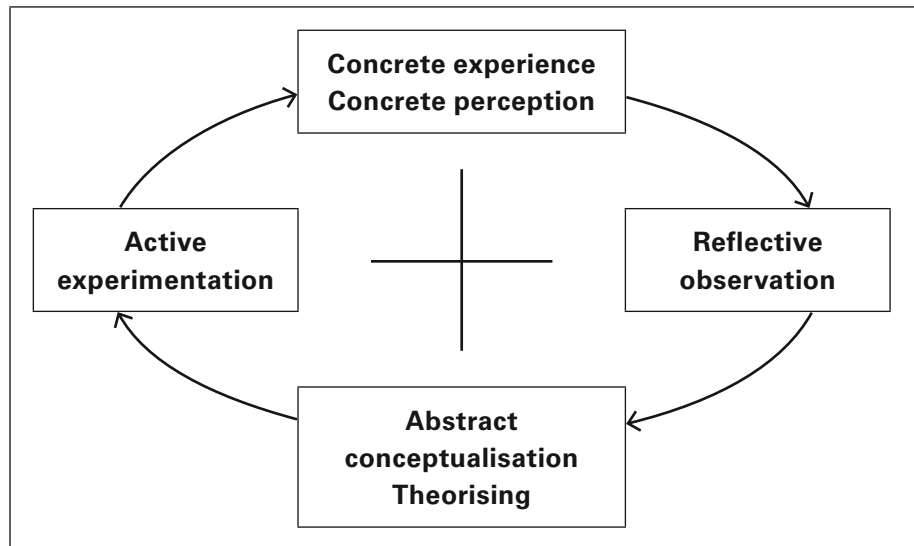 Concrete experience
Concrete perception
Active
experimentation
Reflective
observation
Abstract
conceptualisation
Theorising